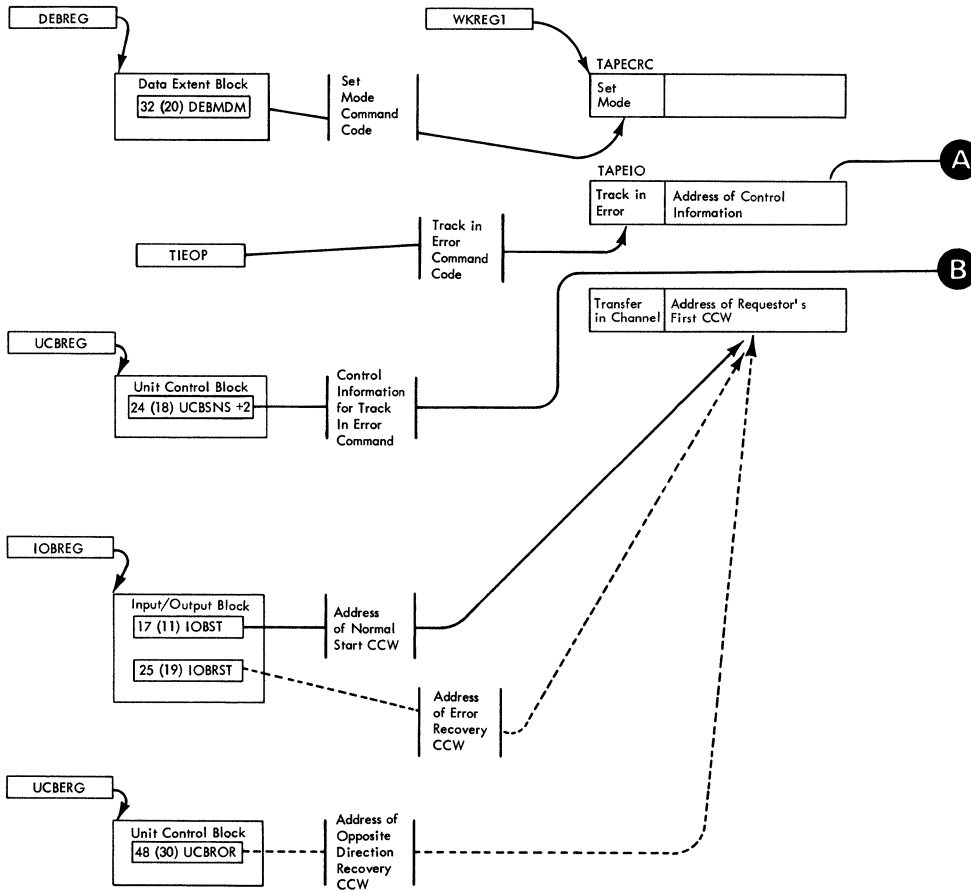 DEBREG
WKREG1
TAPECRC
Data Extent Block
32 (20) DEBMDM
Set
Mode
Command
Code
Set
Mode
A
TAPEIO
Track in
Error
Address of Control
Information
TIEOP
Track in
Error
Command
Code
B
Transfer
in Channel
Address of Requestor's
First CCW
UCBREG
Unit Control Block
24 (18) UCBSNS +2
Control
Information
for Track
In Error
Command
IOBREG
Input/Output Block
17 (11) IOBST
25 (19) IOBRST
Address
of Normal
Start CCW
Address
of Error
Recovery
CCW
UCBERG
Unit Control Block
48 (30) UCBROR
Address of
Opposite
Direction
Recovery
CCW